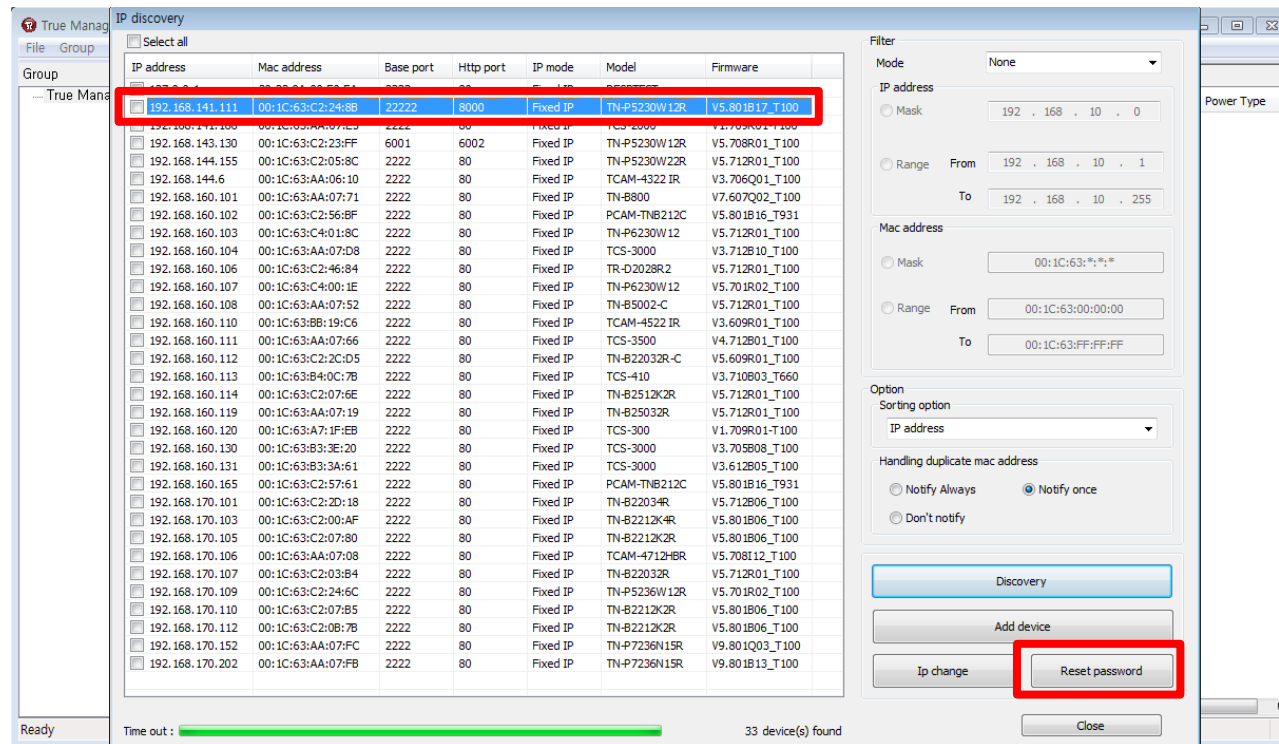 True Manag
IP discovery
File Group
Select all
Group
True Mana
IP address Mac address Base port Http port IP mode Model Firmware
192.168.141.111 00:1C:63:C2:24:8B 22222 8000 Fixed IP TN-P5230W12R V5.801B17_T100
192.168.143.130 00:1C:63:C2:23:FF 6001 6002 Fixed IP TN-P5230W12R V5.708R01_T100
192.168.144.155 00:1C:63:C2:05:8C 2222 80 Fixed IP TN-P5230W22R V5.712R01_T100
192.168.144.6 00:1C:63:AA:06:10 2222 80 Fixed IP TCAM-4322 IR V3.706Q01_T100
192.168.160.101 00:1C:63:AA:07:71 2222 80 Fixed IP TN-B800 V7.607Q02_T100
192.168.160.102 00:1C:63:C2:56:BF 2222 80 Fixed IP PCAM-TNB212C V5.801B16_T931
192.168.160.103 00:1C:63:C4:01:8C 2222 80 Fixed IP TN-P6230W12 V5.712R01_T100
192.168.160.104 00:1C:63:AA:07:D8 2222 80 Fixed IP TCS-3000 V3.712B10_T100
192.168.160.106 00:1C:63:C2:46:84 2222 80 Fixed IP TR-D2028R2 V5.712R01_T100
192.168.160.107 00:1C:63:C4:00:1E 2222 80 Fixed IP TN-P6230W12 V5.701R02_T100
192.168.160.108 00:1C:63:AA:07:52 2222 80 Fixed IP TN-B5002-C V5.712R01_T100
192.168.160.110 00:1C:63:BB:19:C6 2222 80 Fixed IP TCAM-4522 IR V3.609R01_T100
192.168.160.111 00:1C:63:AA:07:66 2222 80 Fixed IP TCS-3500 V4.712B01_T100
192.168.160.112 00:1C:63:C2:2C:D5 2222 80 Fixed IP TN-B22032R-C V5.609R01_T100
192.168.160.113 00:1C:63:B4:0C:7B 2222 80 Fixed IP TCS-410 V3.710B03_T660
192.168.160.114 00:1C:63:C2:07:6E 2222 80 Fixed IP TN-B2512K2R V5.712R01_T100
192.168.160.119 00:1C:63:AA:07:19 2222 80 Fixed IP TN-B25032R V5.712R01_T100
192.168.160.120 00:1C:63:A7:1F:EB 2222 80 Fixed IP TCS-300 V1.709R01-T100
192.168.160.130 00:1C:63:B3:3E:20 2222 80 Fixed IP TCS-3000 V3.705B08_T100
192.168.160.131 00:1C:63:B3:3A:61 2222 80 Fixed IP TCS-3000 V3.612B05_T100
192.168.160.165 00:1C:63:C2:57:61 2222 80 Fixed IP PCAM-TNB212C V5.801B16_T931
192.168.170.101 00:1C:63:C2:2D:18 2222 80 Fixed IP TN-B22034R V5.712B06_T100
192.168.170.103 00:1C:63:C2:00:AF 2222 80 Fixed IP TN-B2212K4R V5.801B06_T100
192.168.170.105 00:1C:63:C2:07:80 2222 80 Fixed IP TN-B2212K2R V5.801B06_T100
192.168.170.106 00:1C:63:AA:07:08 2222 80 Fixed IP TCAM-4712HBR V5.708I12_T100
192.168.170.107 00:1C:63:C2:03:B4 2222 80 Fixed IP TN-B22032R V5.712R01_T100
192.168.170.109 00:1C:63:C2:24:6C 2222 80 Fixed IP TN-P5236W12R V5.701R02_T100
192.168.170.110 00:1C:63:C2:07:B5 2222 80 Fixed IP TN-B2212K2R V5.801B06_T100
192.168.170.112 00:1C:63:C2:0B:7B 2222 80 Fixed IP TN-B2212K2R V5.801B06_T100
192.168.170.152 00:1C:63:AA:07:FC 2222 80 Fixed IP TN-P7236N15R V9.801Q03_T100
192.168.170.202 00:1C:63:AA:07:FB 2222 80 Fixed IP TN-P7236N15R V9.801B13_T100
Time out : 33 device(s) found
Ready
Filter
Mode None
IP address
Mask 192 . 168 . 10 . 0
Range From 192 . 168 . 10 . 1
To 192 . 168 . 10 . 255
Mac address
Mask 00:1C:63:*:*:*
Range From 00:1C:63:00:00:00
To 00:1C:63:FF:FF:FF
Option
Sorting option
IP address
Handling duplicate mac address
Notify Always Notify once
Don't notify
Discovery
Add device
Ip change Reset password
Close
Power Type